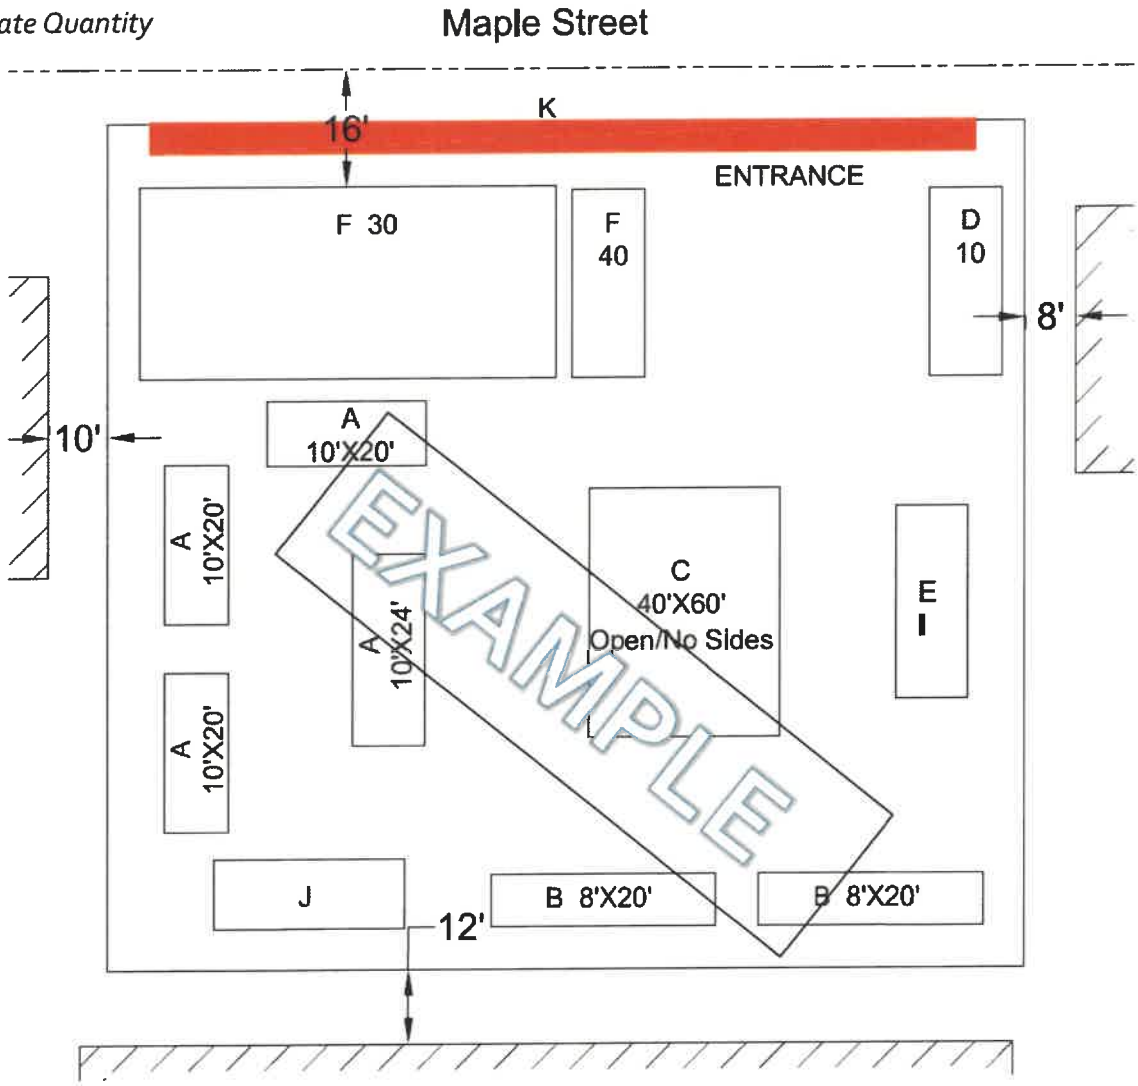 ate Quantity
Maple Street
K
16'
ENTRANCE
F 30
F
40
D
10
8'
10'
A
10'X20'
A
10'X20'
A
10'X24'
C
40'X60'
Open/No Sides
E
I
A
10'X20'
EXAMPLE
J
B 8'X20'
B 8'X20'
12'